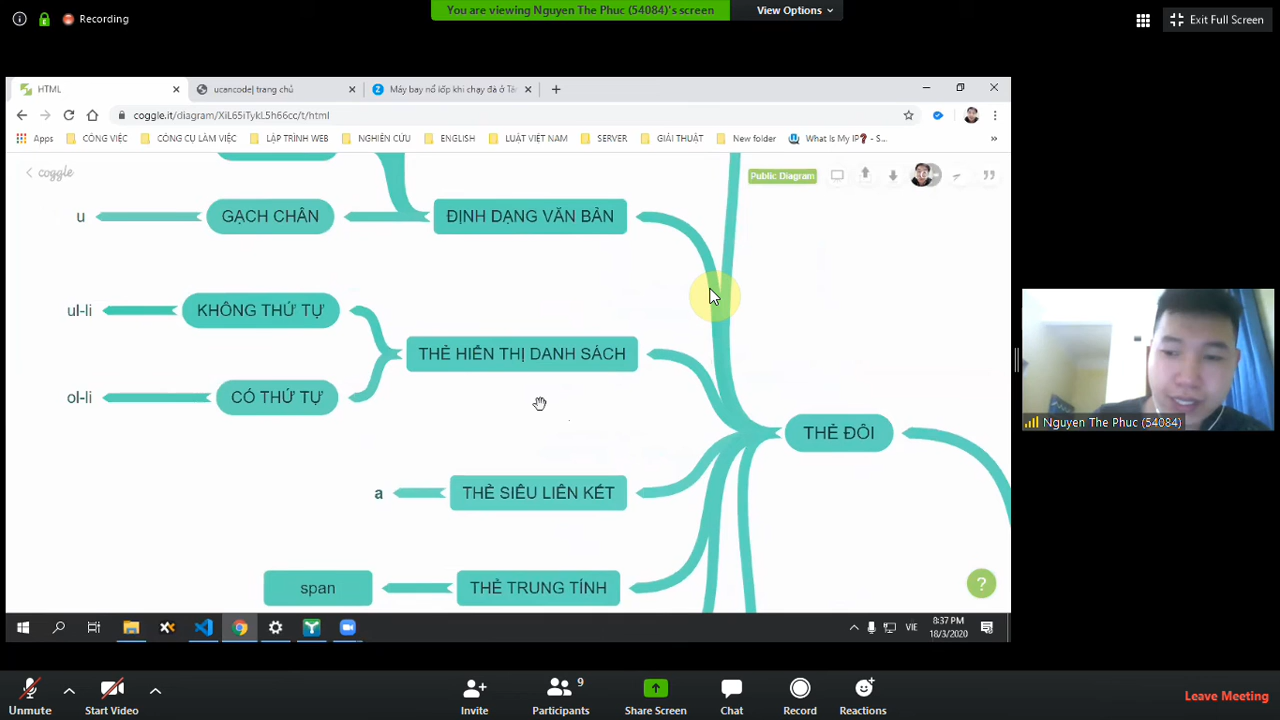 Recording
You are viewing Nguyen The Phuc (54084)'s screen
View Options
Exit Full Screen
HTML
ucancode| trang chủ
Máy bay nổ lốp khi chạy đà ở Tâ
coggle.it/diagram/XiL65iTykL5h66cc/t/html
Apps
CÔNG VIỆC
CÔNG CỤ LÀM VIỆC
LẬP TRÌNH WEB
NGHIÊN CỨU
ENGLISH
LUẬT VIỆT NAM
SERVER
GIẢI THUẬT
New folder
What Is My IP? - S...
»
coggle
Public Diagram
u
GẠCH CHÂN
ĐỊNH DẠNG VĂN BẢN
ul-li
KHÔNG THỨ TỰ
THẺ HIỂN THỊ DANH SÁCH
ol-li
CÓ THỨ TỰ
THẺ ĐÔI
a
THẺ SIÊU LIÊN KẾT
span
THẺ TRUNG TÍNH
?
Nguyen The Phuc (54084)
VIE
8:37 PM
18/3/2020
Unmute
Start Video
Invite
Participants
9
Share Screen
Chat
Record
Reactions
Leave Meeting